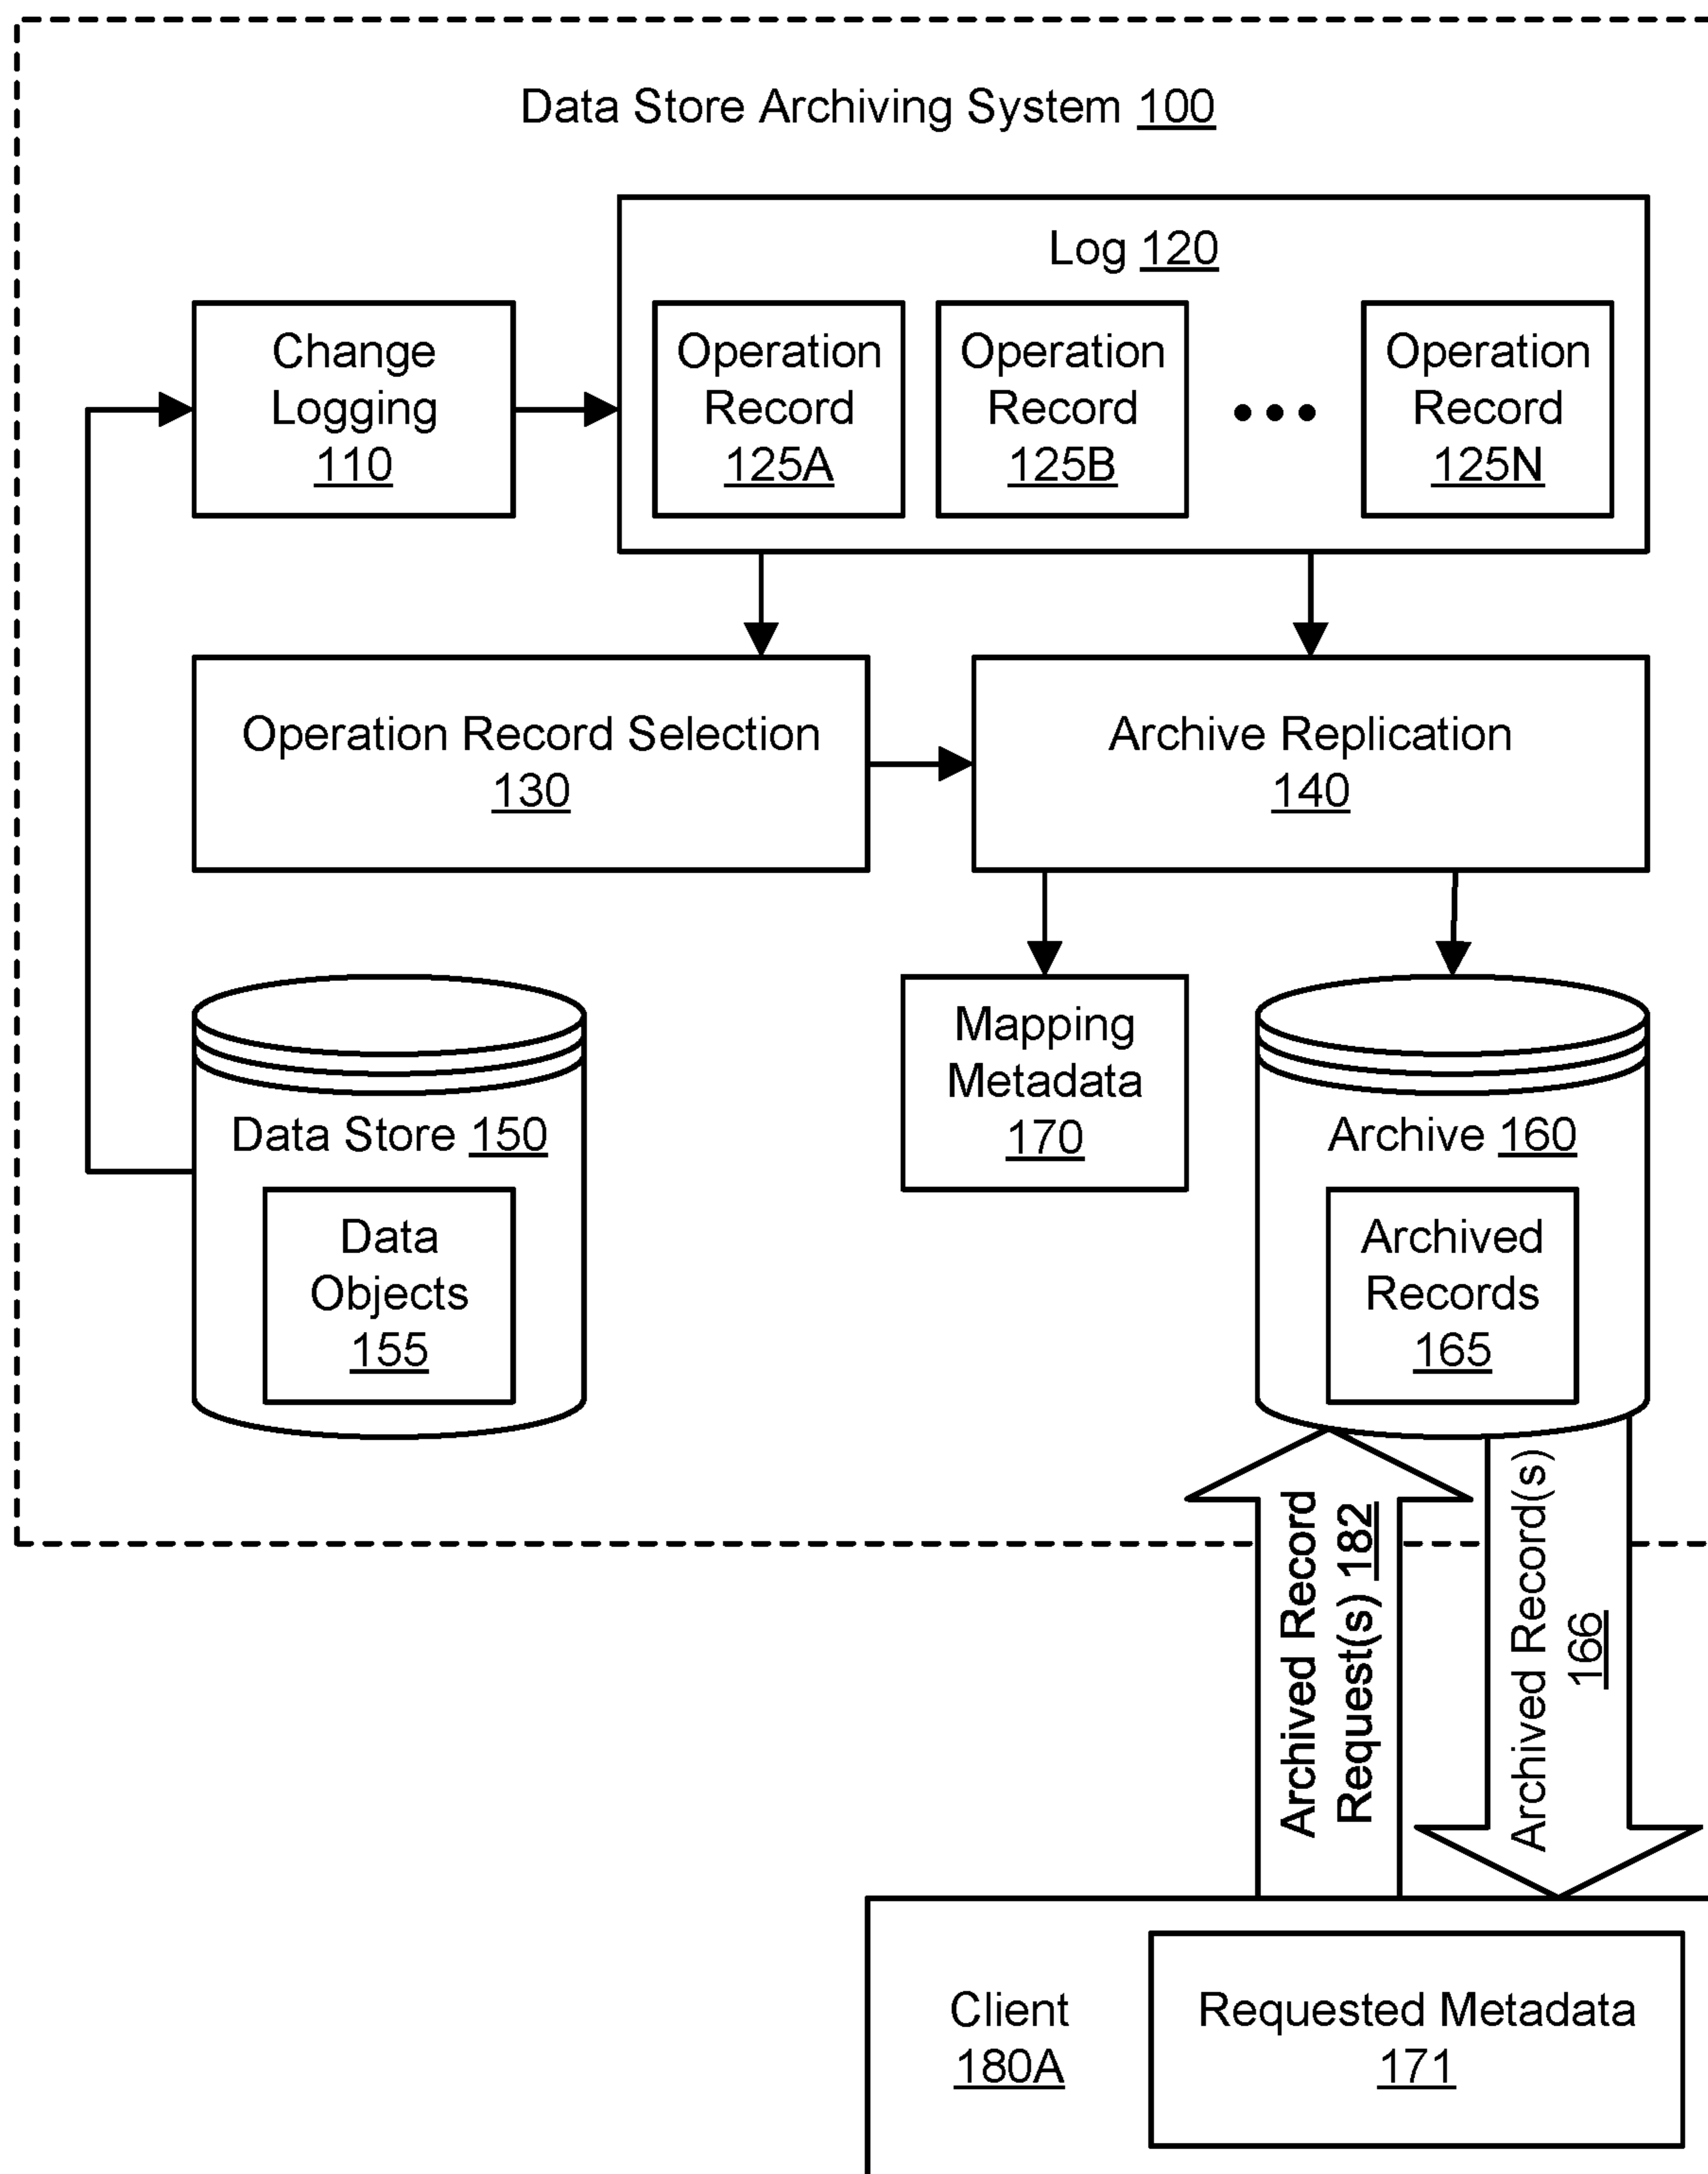 Data Store Archiving System 100
Log 120
Change
Logging
110
Operation
Record
125A
Operation
Record
125B
•••
Operation
Record
125N
Operation Record Selection
130
Archive Replication
140
Data Store 150
Data
Objects
155
Mapping
Metadata
170
Archive 160
Archived
Records
165
Archived Record
Request(s) 182
Archived Record(s)
166
Client
180A
Requested Metadata
171